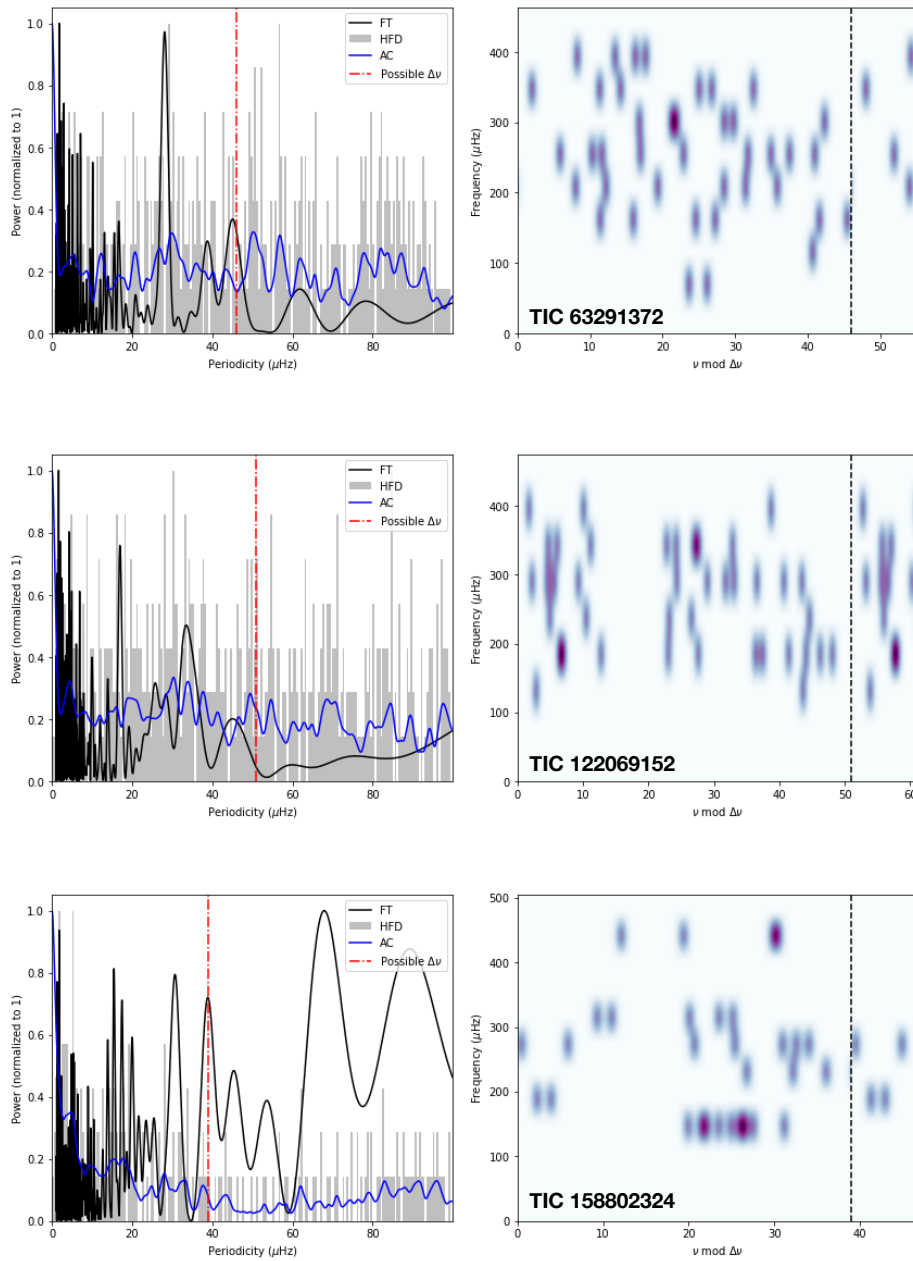 1.0
0.8
0.6
0.4
0.2
0.0
0 20 40 60 80
Power (normalized to 1)
Periodicity (μHz)
FT
HFD
AC
Possible Δν
400
300
200
100
0
0 10 20 30 40 50
Frequency (μHz)
ν mod Δν
TIC 63291372
1.0
0.8
0.6
0.4
0.2
0.0
0 20 40 60 80
Power (normalized to 1)
Periodicity (μHz)
FT
HFD
AC
Possible Δν
400
300
200
100
0
0 10 20 30 40 50 60
Frequency (μHz)
ν mod Δν
TIC 122069152
1.0
0.8
0.6
0.4
0.2
0.0
0 20 40 60 80
Power (normalized to 1)
Periodicity (μHz)
FT
HFD
AC
Possible Δν
500
400
300
200
100
0
0 10 20 30 40
Frequency (μHz)
ν mod Δν
TIC 158802324